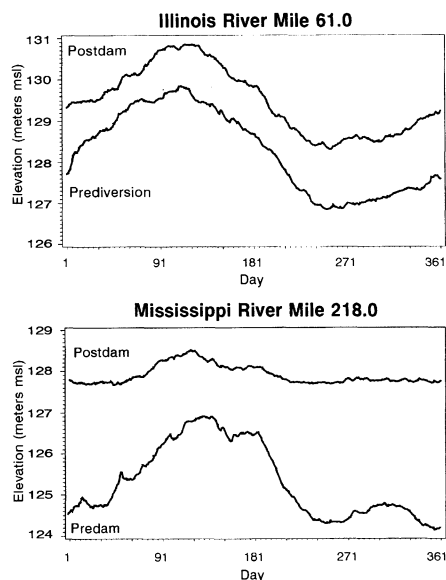 Illinois River Mile 61.0
131
130
129
128
127
126
Elevation (meters msl)
Postdam
Prediversion
1 91 181 271 361
Day
Mississippi River Mile 218.0
129
128
127
126
125
124
Elevation (meters msl)
Postdam
Predam
1 91 181 271 361
Day